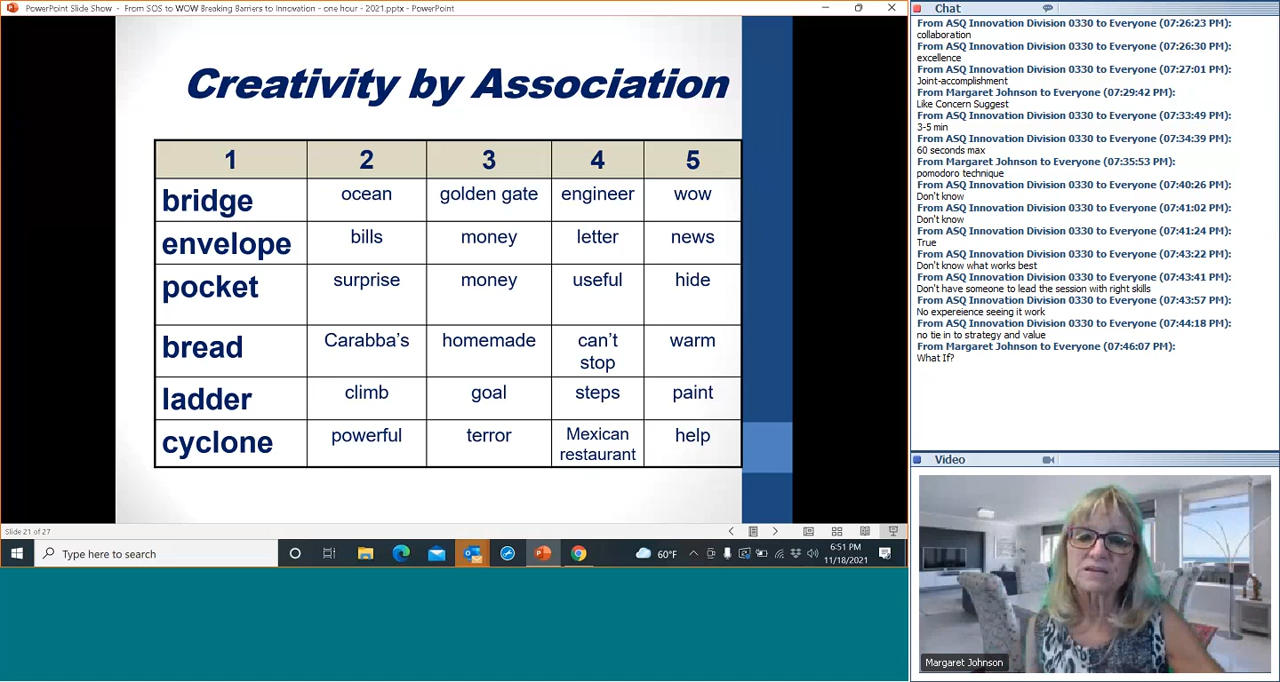 PowerPoint Slide Show - From SOS to WOW Breaking Barriers to Innovation - one hour - 2021.pptx - PowerPoint
Creativity by Association
1 2 3 4 5
bridge ocean golden gate engineer wow
envelope bills money letter news
pocket surprise money useful hide
bread Carabba's homemade can't stop warm
ladder climb goal steps paint
cyclone powerful terror Mexican restaurant help
Slide 21 of 27
Type here to search
60°F
6:51 PM
11/18/2021
Chat
From ASQ Innovation Division 0330 to Everyone (07:26:23 PM):
collaboration
From ASQ Innovation Division 0330 to Everyone (07:26:30 PM):
excellence
From ASQ Innovation Division 0330 to Everyone (07:27:01 PM):
Joint-accomplishment
From Margaret Johnson to Everyone (07:29:42 PM):
Like Concern Suggest
From ASQ Innovation Division 0330 to Everyone (07:33:49 PM):
3-5 min
From ASQ Innovation Division 0330 to Everyone (07:34:39 PM):
60 seconds max
From Margaret Johnson to Everyone (07:35:53 PM):
pomodoro technique
From ASQ Innovation Division 0330 to Everyone (07:40:26 PM):
Don't know
From ASQ Innovation Division 0330 to Everyone (07:41:02 PM):
Don't know
From ASQ Innovation Division 0330 to Everyone (07:41:24 PM):
True
From ASQ Innovation Division 0330 to Everyone (07:43:22 PM):
Don't know what works best
From ASQ Innovation Division 0330 to Everyone (07:43:41 PM):
Don't have someone to lead the session with right skills
From ASQ Innovation Division 0330 to Everyone (07:43:57 PM):
No expereience seeing it work
From ASQ Innovation Division 0330 to Everyone (07:44:18 PM):
no tie in to strategy and value
From Margaret Johnson to Everyone (07:46:07 PM):
What If?
Video
Margaret Johnson